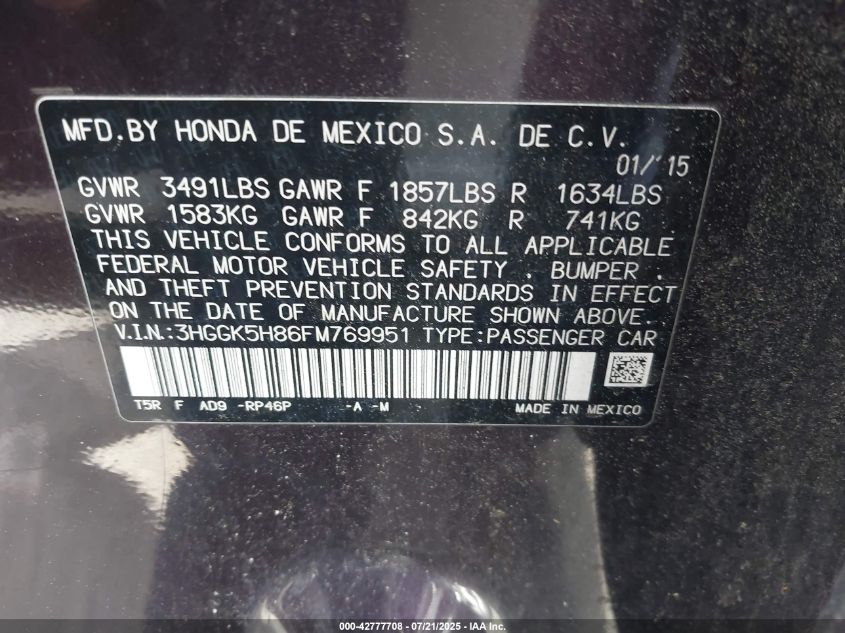 MFD.BY HONDA DE MEXICO S.A. DE C.V.
01/'15
GVWR 3491LBS GAWR F 1857LBS R 1634LBS
GVWR 1583KG GAWR F 842KG R 741KG
THIS VEHICLE CONFORMS TO ALL APPLICABLE
FEDERAL MOTOR VEHICLE SAFETY , BUMPER ,
AND THEFT PREVENTION STANDARDS IN EFFECT
ON THE DATE OF MANUFACTURE SHOWN ABOVE.
V.I.N.:3HGGK5H86FM769951 TYPE:PASSENGER CAR
T5R F AD9 -RP46P -A -M MADE IN MEXICO
000-42777708 - 07/21/2025 - IAA Inc.